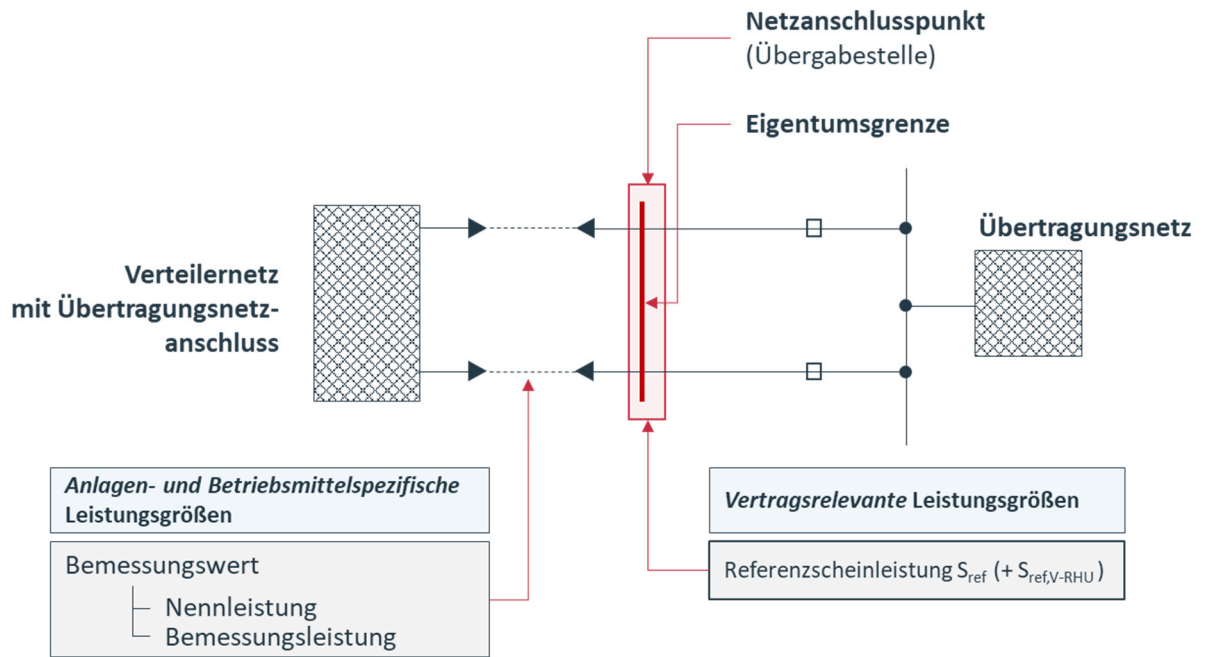 Netzanschlusspunkt
(Übergabestelle)
Eigentumsgrenze
Übertragungsnetz
Verteilernetz
mit Übertragungsnetz-
anschluss
Anlagen- und Betriebsmittelspezifische
Leistungsgrößen
Bemessungswert
Nennleistung
Bemessungsleistung
Vertragsrelevante Leistungsgrößen
Referenzscheinleistung Sref (+ Sref,V-RHU)